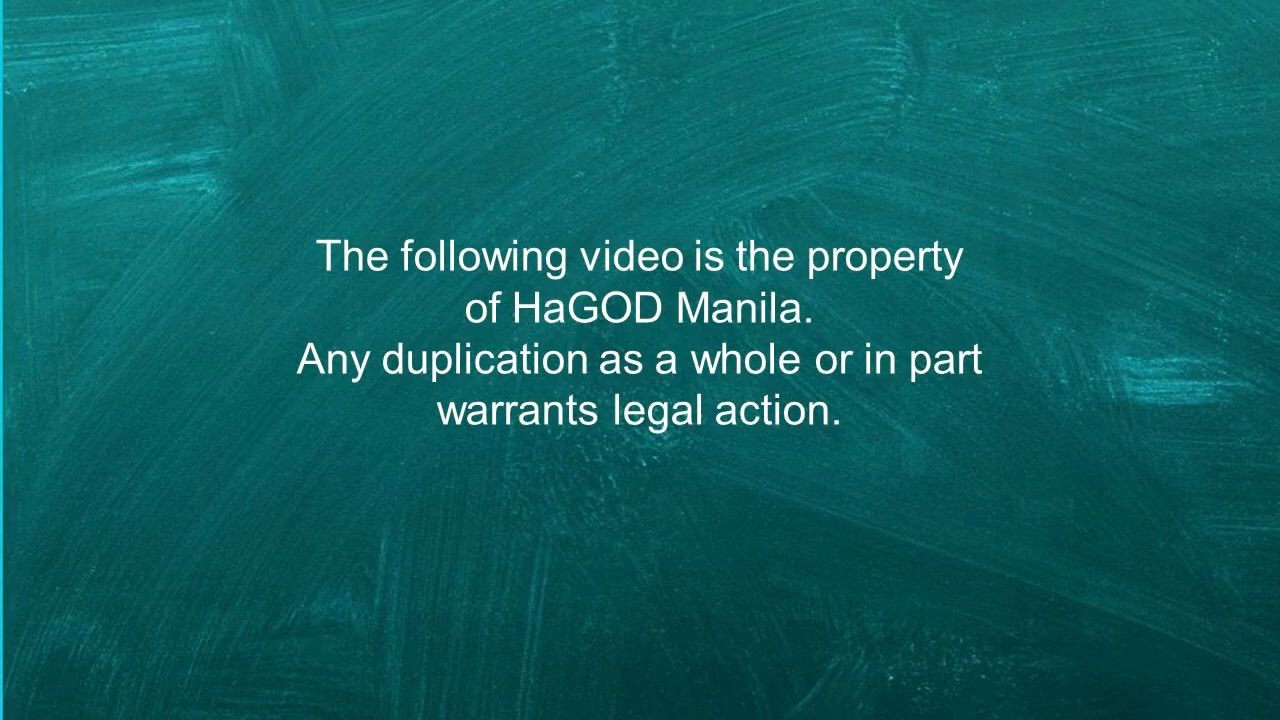 The following video is the property
of HaGOD Manila.
Any duplication as a whole or in part
warrants legal action.